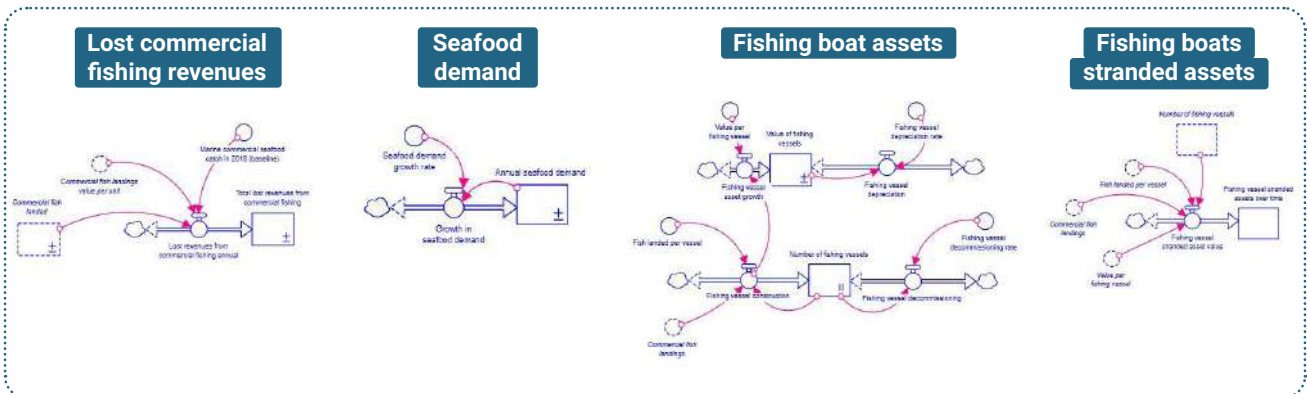 Lost commercial
fishing revenues
Marine commercial seafood
catch in 2018 (baseline)
Commercial fish landings
value per unit
Commercial fish
landed
Total lost revenues from
commercial fishing
Lost revenues from
commercial fishing annual
Seafood
demand
Seafood demand
growth rate
Annual seafood demand
Growth in
seafood demand
Fishing boat assets
Value per
fishing vessel
Value of fishing
vessels
Fishing vessel
depreciation rate
Fishing vessel
asset growth
Fishing vessel
depreciation
Fish landed per vessel
Number of fishing vessels
Fishing vessel
decommissioning rate
Fishing vessel construction
Fishing vessel decommissioning
Commercial fish
landings
Fishing boats
stranded assets
Number of fishing vessels
Fish landed per vessel
Fishing vessel stranded
assets over time
Commercial fish
landings
Fishing vessel
stranded asset value
Value per
fishing vessel